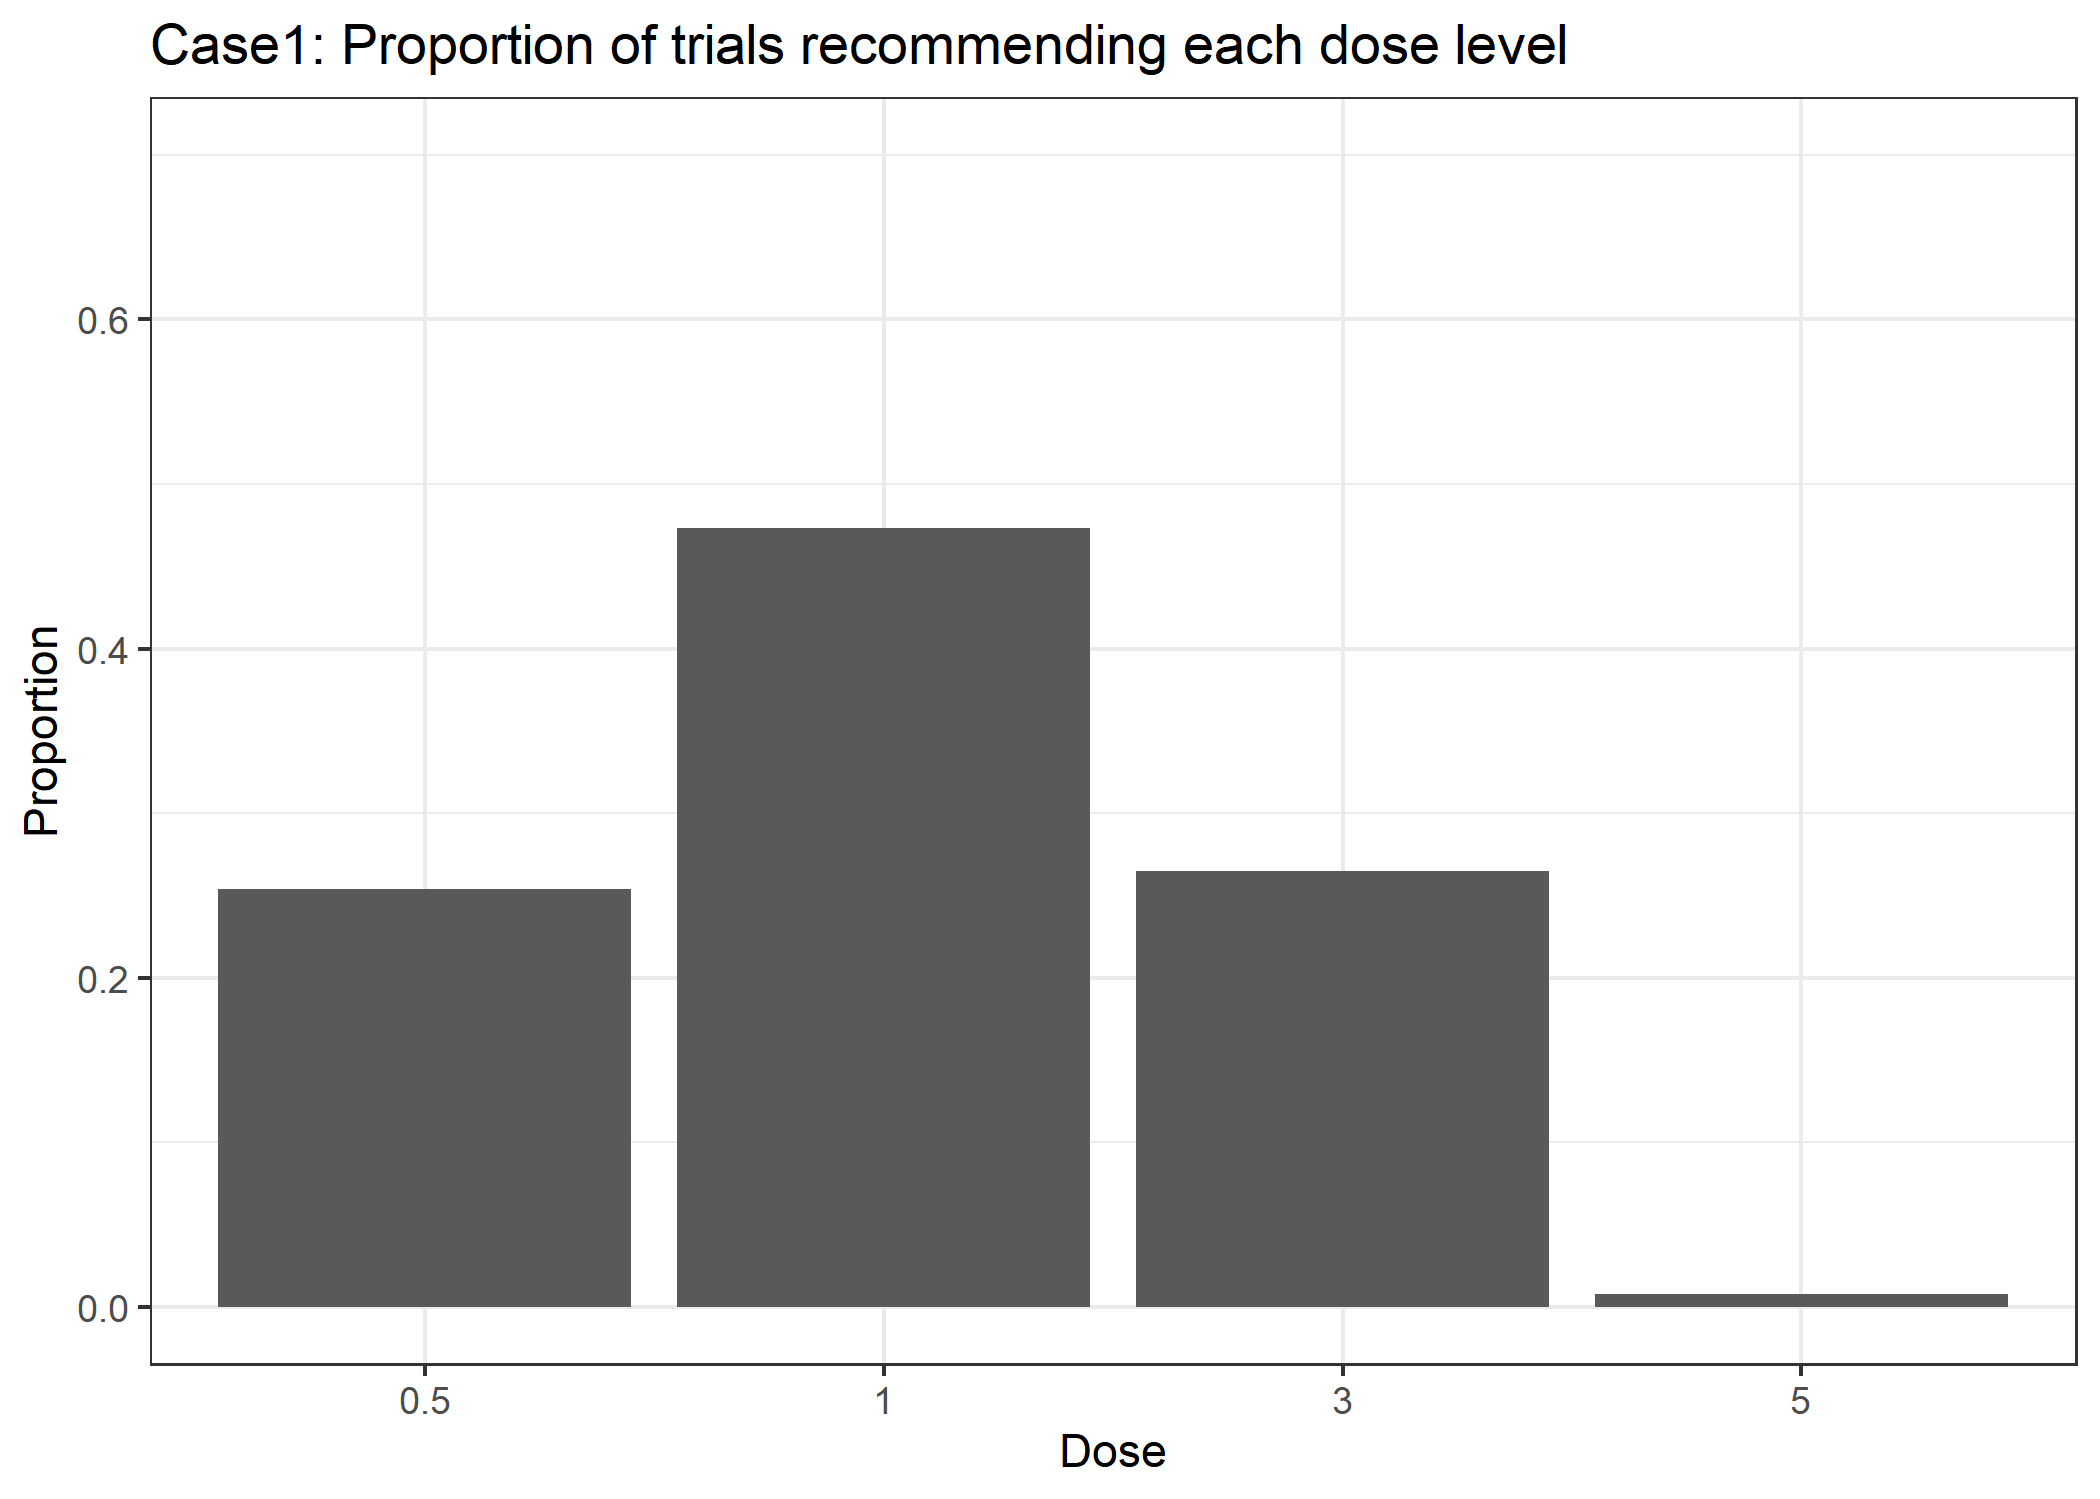 Case1: Proportion of trials recommending each dose level
Proportion
0.6
0.4
0.2
0.0
0.5 1 3 5
Dose